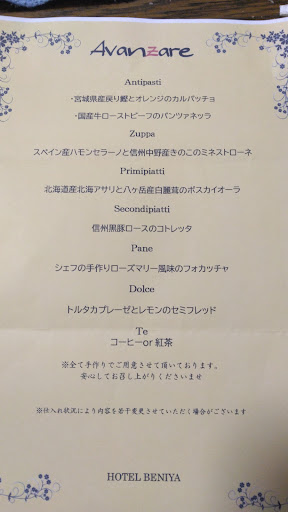 Avanzare
Antipasti
・宮城県産戻り鰹とオレンジのカルパッチョ
・国産牛ローストビーフのパンツァネッラ
Zuppa
スペイン産ハモンセラーノと信州中野産きのこのミネストローネ
Primipiatti
北海道産北海アサリと八ヶ岳産白麗茸のボスカイオーラ
Secondipiatti
信州黒豚ロースのコトレッタ
Pane
シェフの手作りローズマリー風味のフォカッチャ
Dolce
トルタカプレーゼとレモンのセミフレッド
Te
コーヒーor 紅茶
※全て手作りでご用意させて頂いております。
安心してお召し上がりくださいませ
※仕入れ状況により内容を若干変更させていただく場合がございます
HOTEL BENIYA